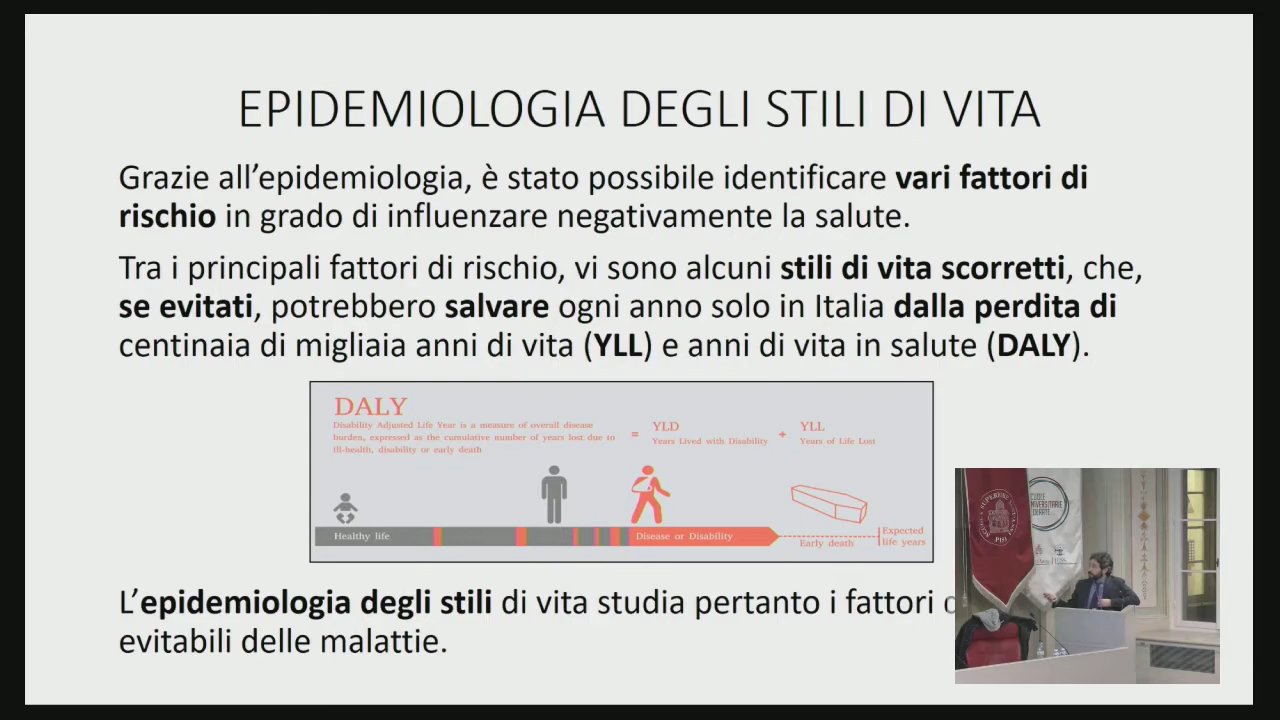 EPIDEMIOLOGIA DEGLI STILI DI VITA
Grazie all’epidemiologia, è stato possibile identificare vari fattori di
rischio in grado di influenzare negativamente la salute.
Tra i principali fattori di rischio, vi sono alcuni stili di vita scorretti, che,
se evitati, potrebbero salvare ogni anno solo in Italia dalla perdita di
centinaia di migliaia anni di vita (YLL) e anni di vita in salute (DALY).
DALY
Disability Adjusted Life Year is a measure of overall disease
burden, expressed as the cumulative number of years lost due to
ill-health, disability or early death
=
YLD
Years Lived with Disability
+
YLL
Years of Life Lost
Healthy life
Disease or Disability
Early death
Expected
life years
L’epidemiologia degli stili di vita studia pertanto i fattori
evitabili delle malattie.
PISA